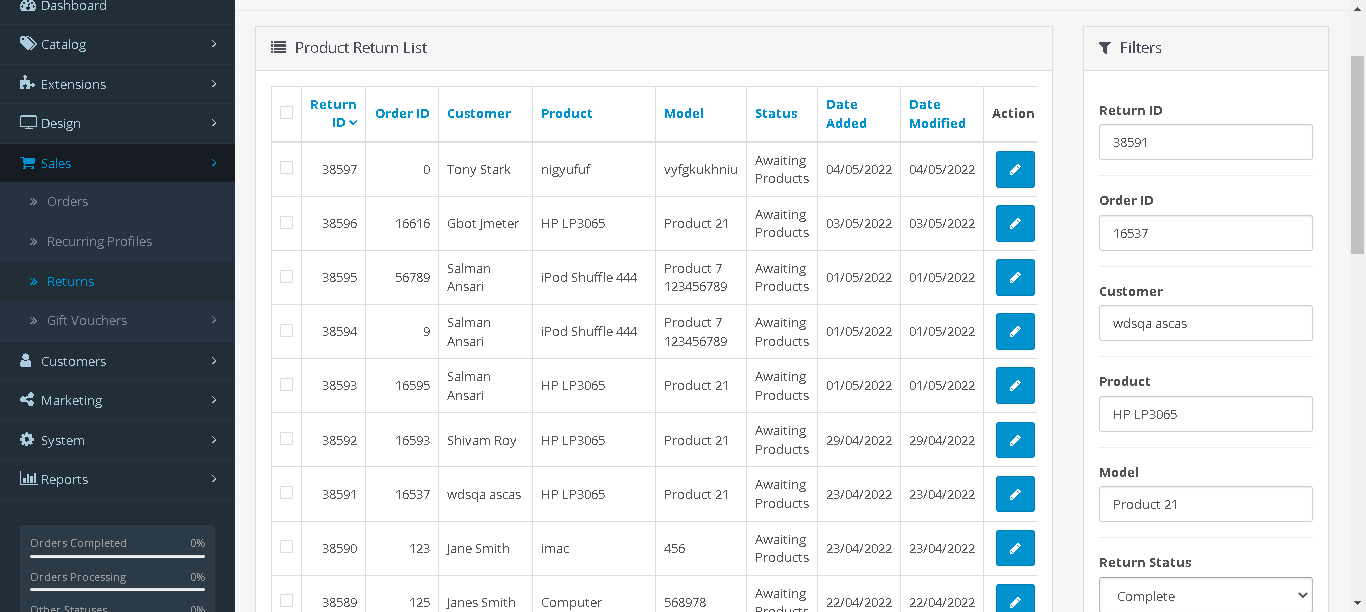 Dashboard
Catalog
Extensions
Design
Sales
Orders
Recurring Profiles
Returns
Gift Vouchers
Customers
Marketing
System
Reports
Orders Completed 0%
Orders Processing 0%
Other Statuses 0%
Product Return List
Return ID Order ID Customer Product Model Status Date Added Date Modified Action
38597 0 Tony Stark nigyufuf vyfgkukhniu Awaiting Products 04/05/2022 04/05/2022
38596 16616 Gbot Jmeter HP LP3065 Product 21 Awaiting Products 03/05/2022 03/05/2022
38595 56789 Salman Ansari iPod Shuffle 444 Product 7 123456789 Awaiting Products 01/05/2022 01/05/2022
38594 9 Salman Ansari iPod Shuffle 444 Product 7 123456789 Awaiting Products 01/05/2022 01/05/2022
38593 16595 Salman Ansari HP LP3065 Product 21 Awaiting Products 01/05/2022 01/05/2022
38592 16593 Shivam Roy HP LP3065 Product 21 Awaiting Products 29/04/2022 29/04/2022
38591 16537 wdsqa ascas HP LP3065 Product 21 Awaiting Products 23/04/2022 23/04/2022
38590 123 Jane Smith imac 456 Awaiting Products 23/04/2022 23/04/2022
38589 125 Janes Smith Computer 568978 Awaiting Products 22/04/2022 22/04/2022
Filters
Return ID
38591
Order ID
16537
Customer
wdsqa ascas
Product
HP LP3065
Model
Product 21
Return Status
Complete